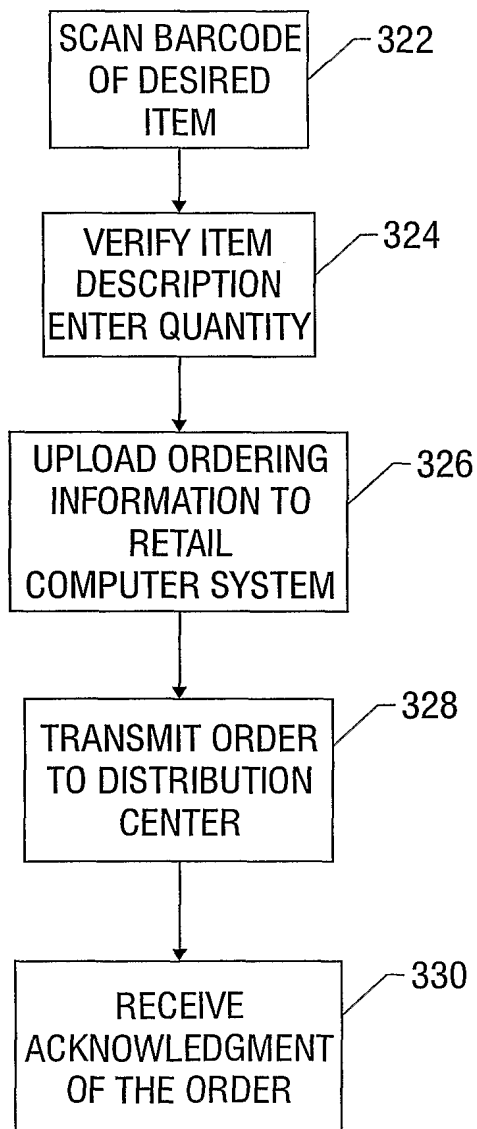 SCAN BARCODE
OF DESIRED
ITEM
322
VERIFY ITEM
DESCRIPTION
ENTER QUANTITY
324
UPLOAD ORDERING
INFORMATION TO
RETAIL
COMPUTER SYSTEM
326
TRANSMIT ORDER
TO DISTRIBUTION
CENTER
328
RECEIVE
ACKNOWLEDGMENT
OF THE ORDER
330